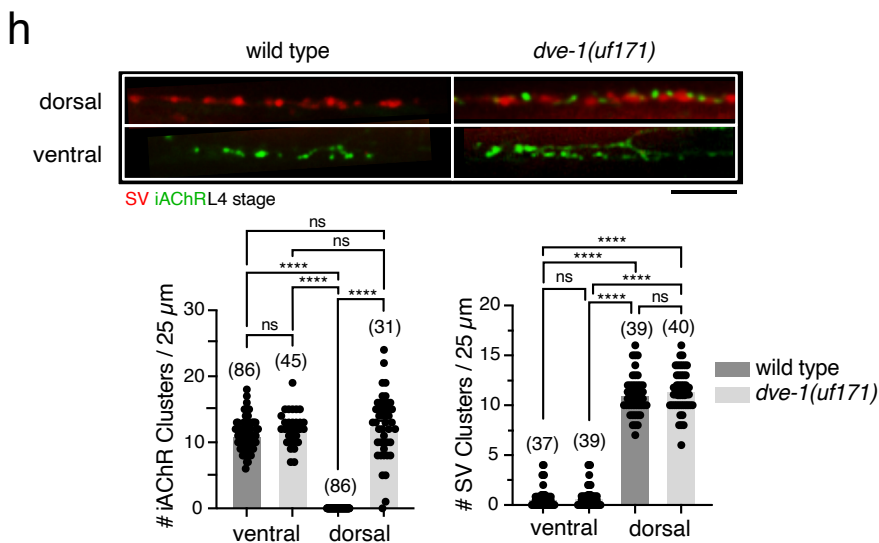 h
wild type
dve-1(uf171)
dorsal
ventral
SV iAChRL4 stage
ns
ns
****
****
****
ns
# iAChR Clusters / 25 µm
30
20
10
0
(86)
(45)
(86)
(31)
ventral
dorsal
****
****
ns
****
****
ns
# SV Clusters / 25 µm
20
15
10
5
0
(37)
(39)
(39)
(40)
ventral
dorsal
wild type
dve-1(uf171)